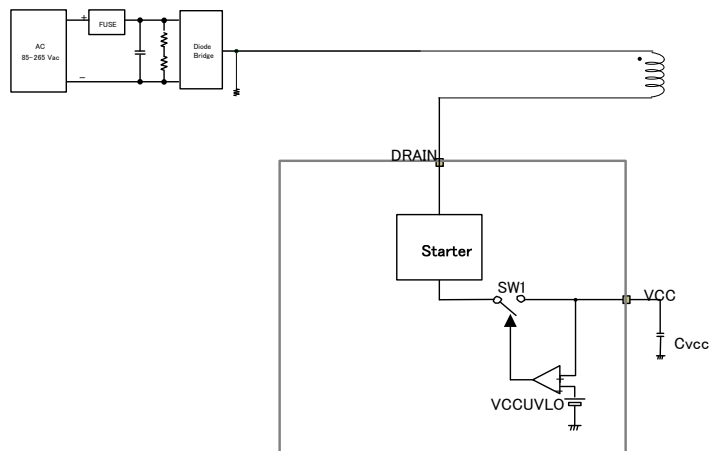 +
FUSE
AC
85-265 Vac
Diode
Bridge
-
DRAIN
Starter
SW1
VCC
Cvcc
+
-
VCCUVLO